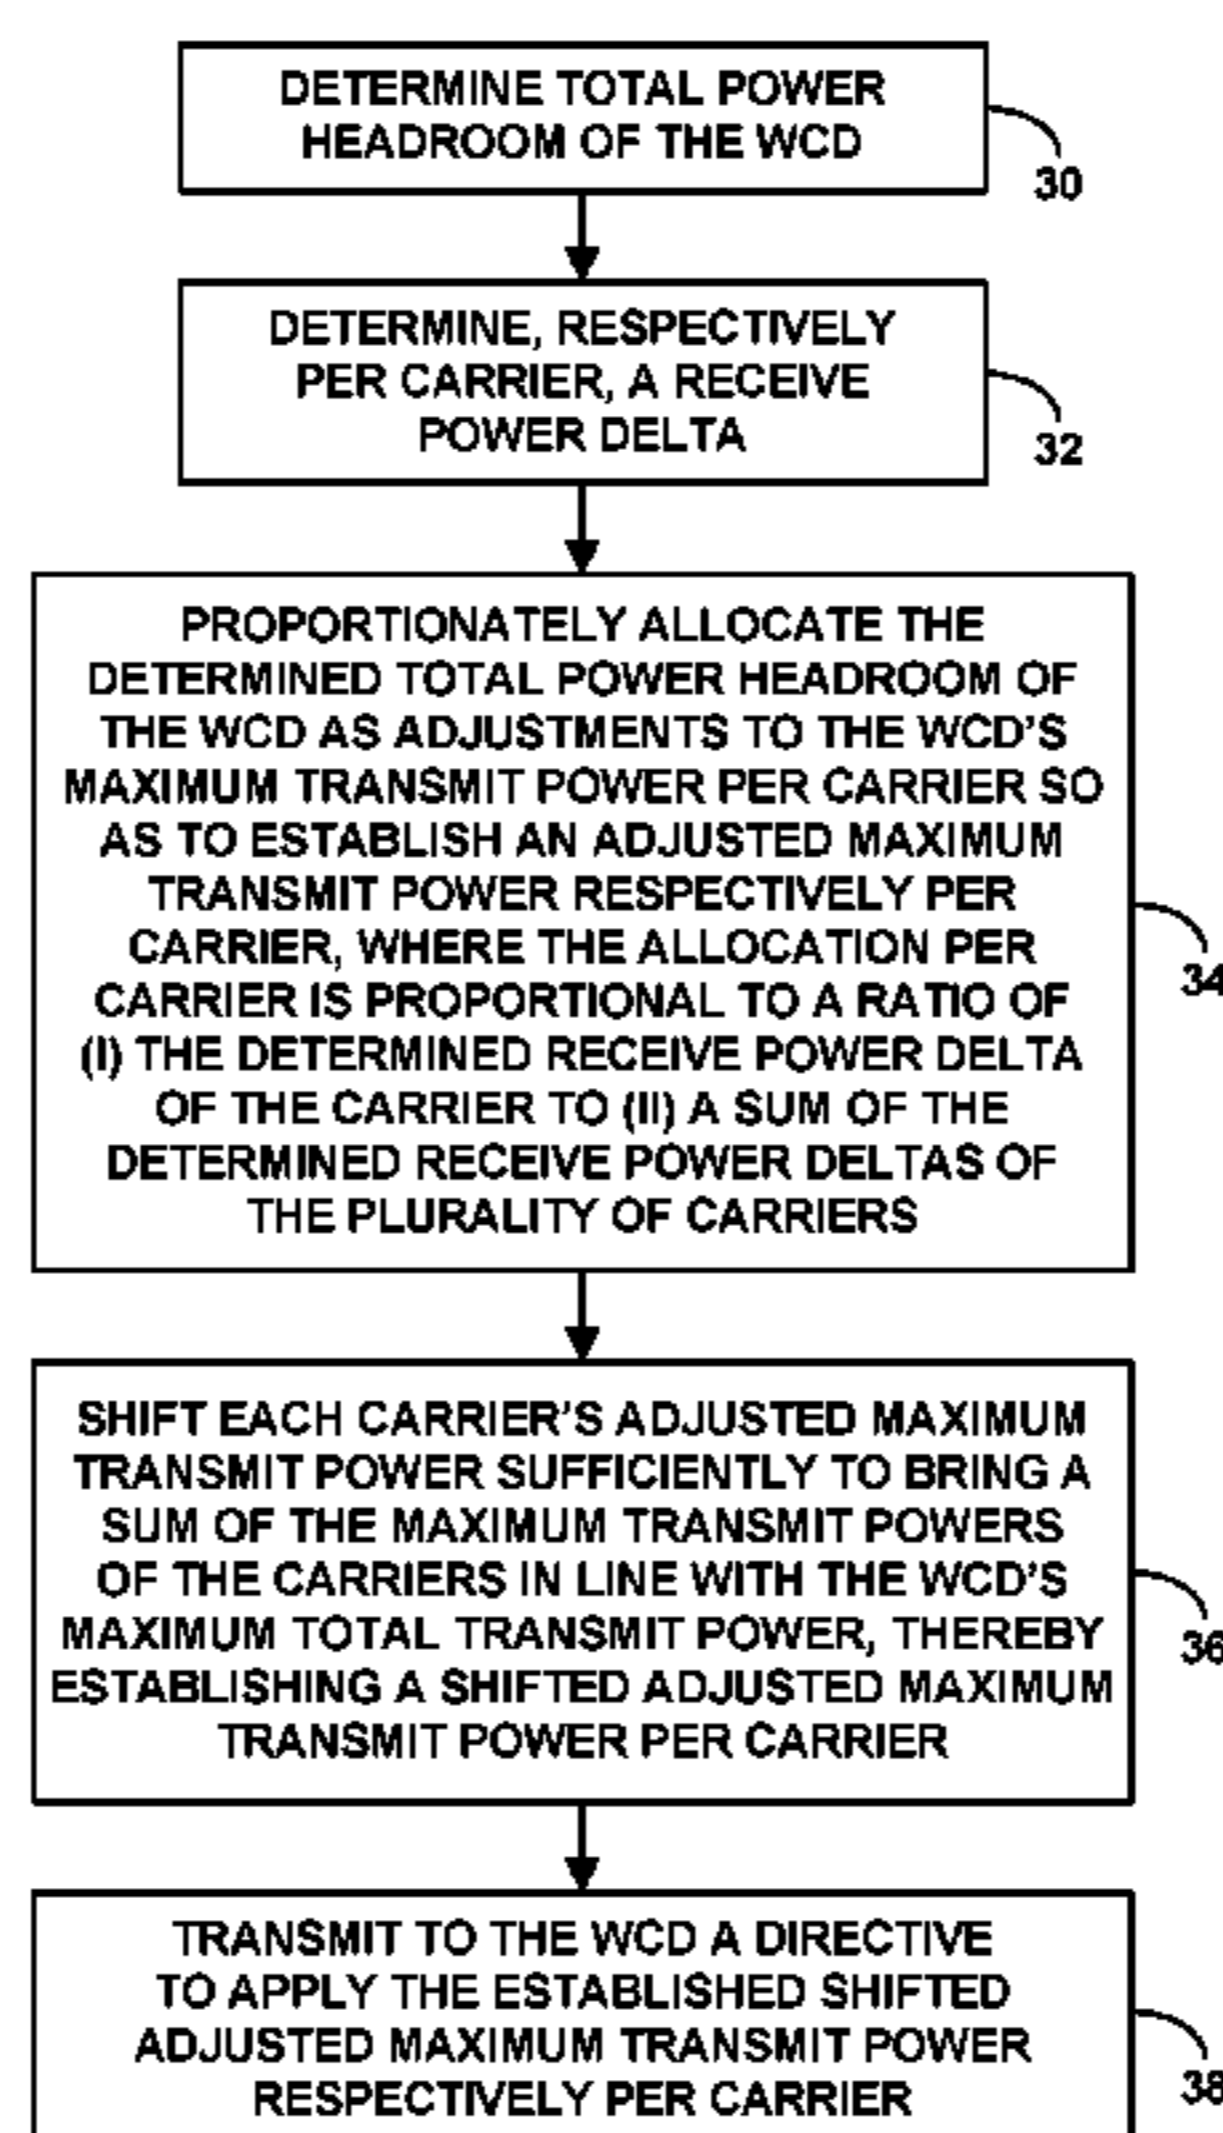 DETERMINE TOTAL POWER
HEADROOM OF THE WCD
30
DETERMINE, RESPECTIVELY
PER CARRIER, A RECEIVE
POWER DELTA
32
PROPORTIONATELY ALLOCATE THE
DETERMINED TOTAL POWER HEADROOM OF
THE WCD AS ADJUSTMENTS TO THE WCD'S
MAXIMUM TRANSMIT POWER PER CARRIER SO
AS TO ESTABLISH AN ADJUSTED MAXIMUM
TRANSMIT POWER RESPECTIVELY PER
CARRIER, WHERE THE ALLOCATION PER
CARRIER IS PROPORTIONAL TO A RATIO OF
(I) THE DETERMINED RECEIVE POWER DELTA
OF THE CARRIER TO (II) A SUM OF THE
DETERMINED RECEIVE POWER DELTAS OF
THE PLURALITY OF CARRIERS
34
SHIFT EACH CARRIER'S ADJUSTED MAXIMUM
TRANSMIT POWER SUFFICIENTLY TO BRING A
SUM OF THE MAXIMUM TRANSMIT POWERS
OF THE CARRIERS IN LINE WITH THE WCD'S
MAXIMUM TOTAL TRANSMIT POWER, THEREBY
ESTABLISHING A SHIFTED ADJUSTED MAXIMUM
TRANSMIT POWER PER CARRIER
36
TRANSMIT TO THE WCD A DIRECTIVE
TO APPLY THE ESTABLISHED SHIFTED
ADJUSTED MAXIMUM TRANSMIT POWER
RESPECTIVELY PER CARRIER
38